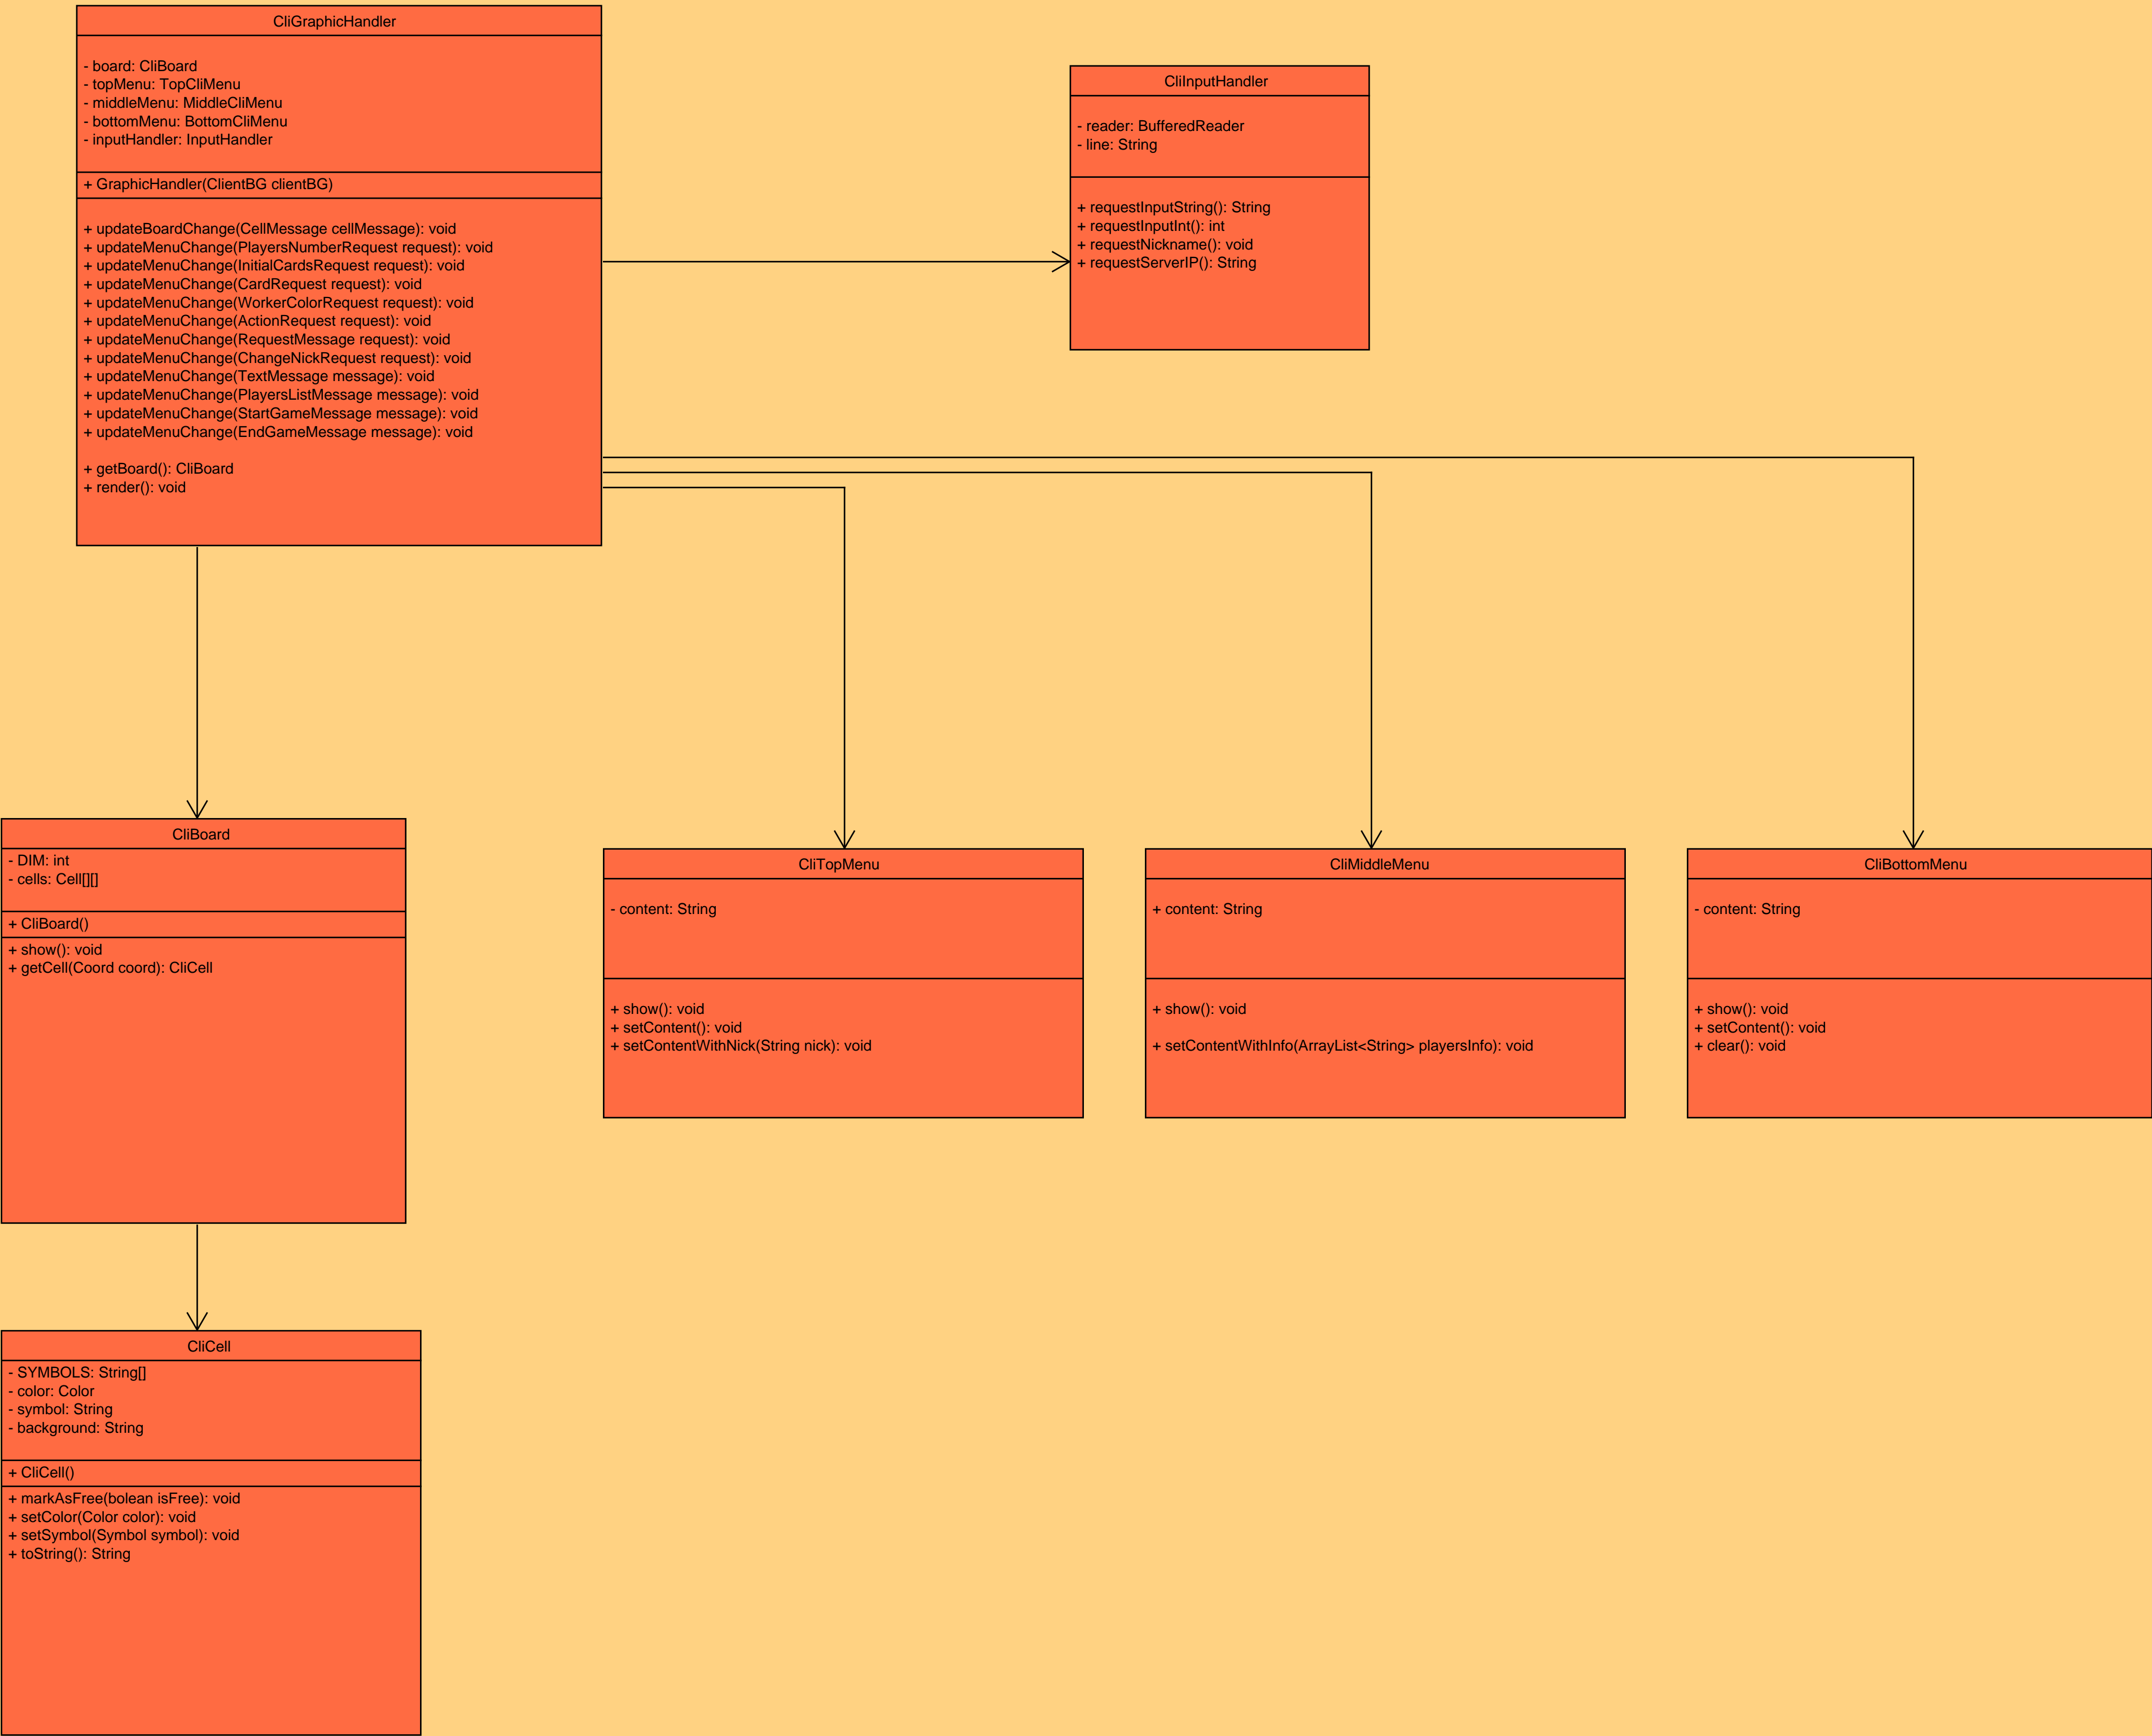 CliGraphicHandler
- board: CliBoard
- topMenu: TopCliMenu
- middleMenu: MiddleCliMenu
- bottomMenu: BottomCliMenu
- inputHandler: InputHandler
+ GraphicHandler(ClientBG clientBG)
+ updateBoardChange(CellMessage cellMessage): void
+ updateMenuChange(PlayersNumberRequest request): void
+ updateMenuChange(InitialCardsRequest request): void
+ updateMenuChange(CardRequest request): void
+ updateMenuChange(WorkerColorRequest request): void
+ updateMenuChange(ActionRequest request): void
+ updateMenuChange(RequestMessage request): void
+ updateMenuChange(ChangeNickRequest request): void
+ updateMenuChange(TextMessage message): void
+ updateMenuChange(PlayersListMessage message): void
+ updateMenuChange(StartGameMessage message): void
+ updateMenuChange(EndGameMessage message): void
+ getBoard(): CliBoard
+ render(): void
CliInputHandler
- reader: BufferedReader
- line: String
+ requestInputString(): String
+ requestInputInt(): int
+ requestNickname(): void
+ requestServerIP(): String
CliBoard
- DIM: int
- cells: Cell[][]
+ CliBoard()
+ show(): void
+ getCell(Coord coord): CliCell
CliTopMenu
- content: String
+ show(): void
+ setContent(): void
+ setContentWithNick(String nick): void
CliMiddleMenu
+ content: String
+ show(): void
+ setContentWithInfo(ArrayList<String> playersInfo): void
CliBottomMenu
- content: String
+ show(): void
+ setContent(): void
+ clear(): void
CliCell
- SYMBOLS: String[]
- color: Color
- symbol: String
- background: String
+ CliCell()
+ markAsFree(bolean isFree): void
+ setColor(Color color): void
+ setSymbol(Symbol symbol): void
+ toString(): String